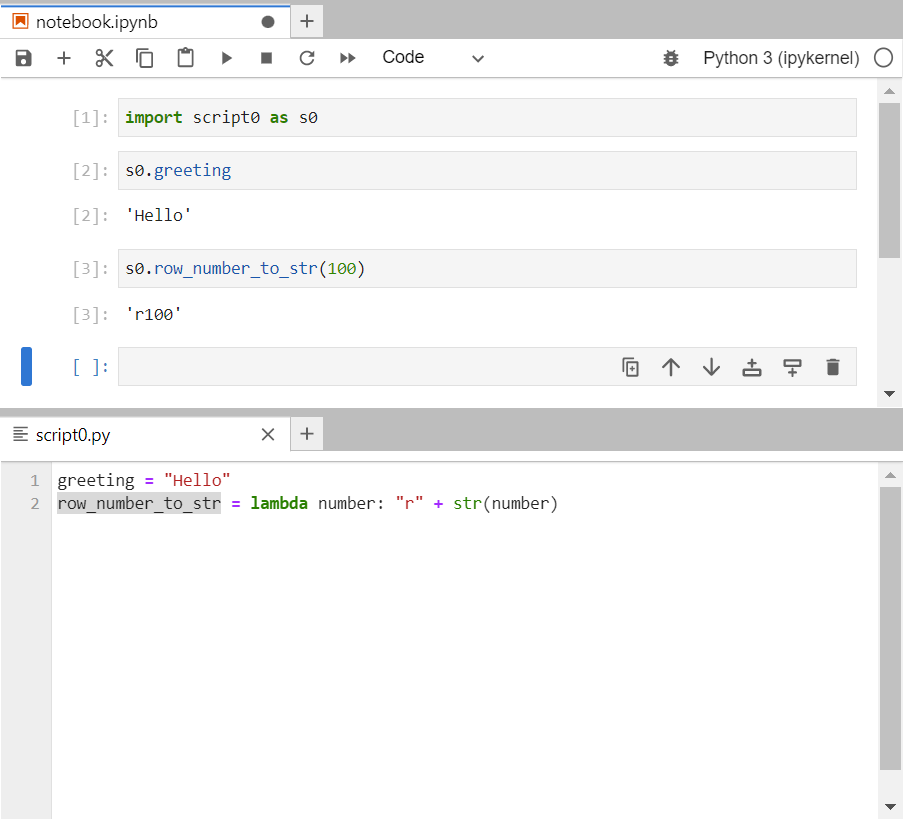 notebook.ipynb
Code
Python 3 (ipykernel)
[1]: import script0 as s0
[2]: s0.greeting
[2]: 'Hello'
[3]: s0.row_number_to_str(100)
[3]: 'r100'
[ ]:
script0.py
1 greeting = "Hello"
2 row_number_to_str = lambda number: "r" + str(number)